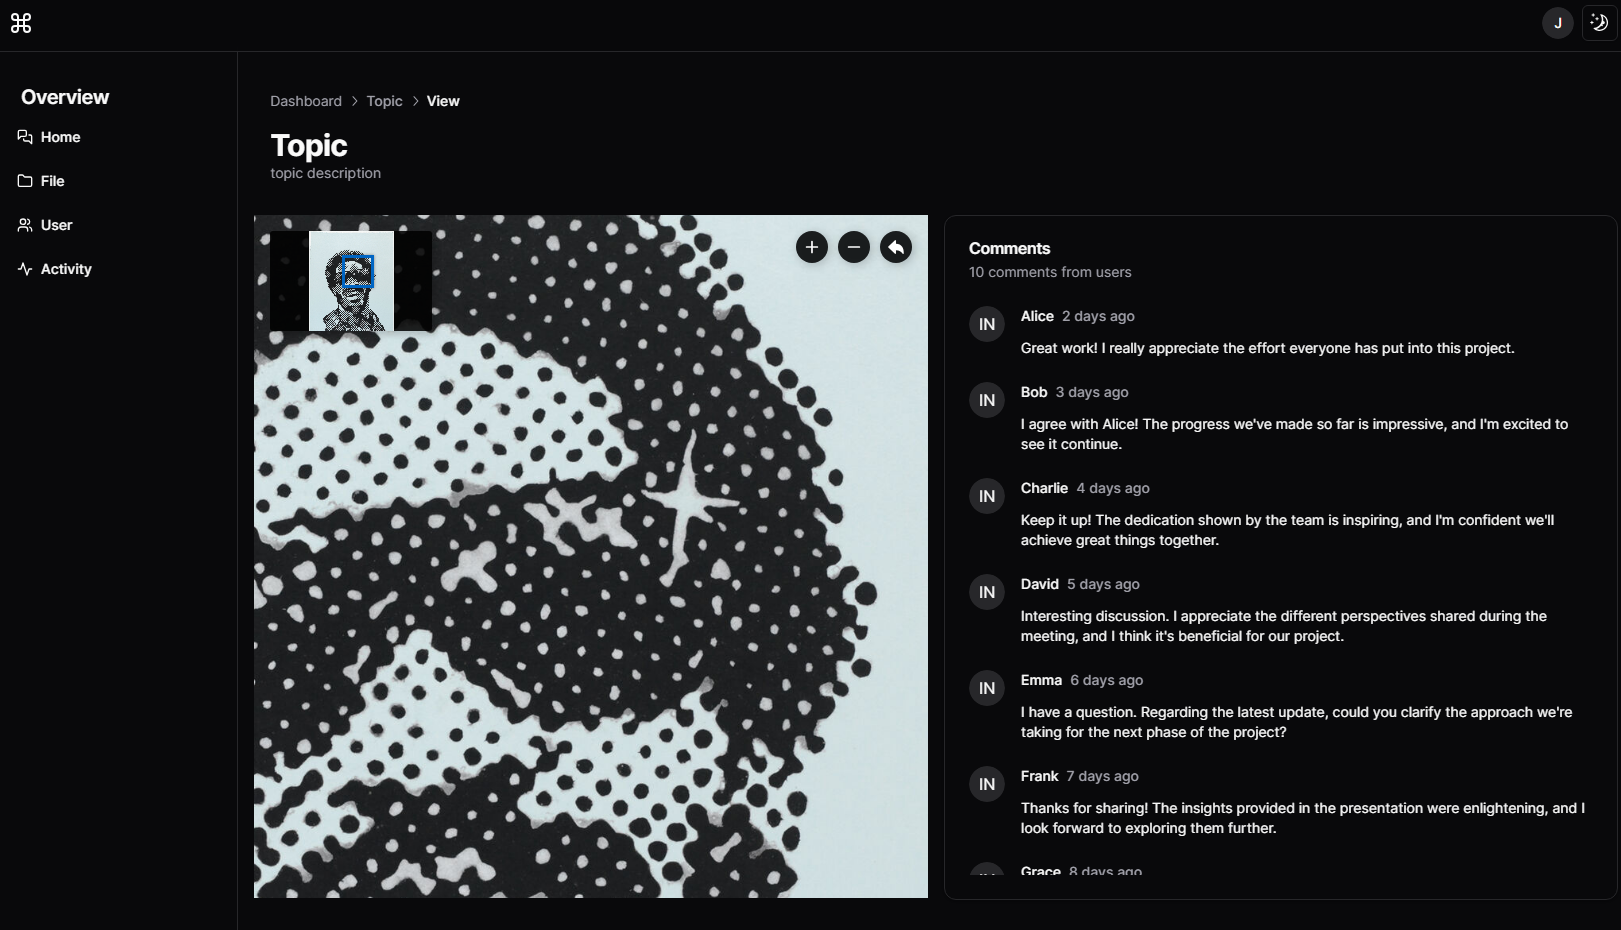 J
Overview
Home
File
User
Activity
Dashboard > Topic > View
Topic
topic description
Comments
10 comments from users
IN
Alice 2 days ago
Great work! I really appreciate the effort everyone has put into this project.
IN
Bob 3 days ago
I agree with Alice! The progress we've made so far is impressive, and I'm excited to
see it continue.
IN
Charlie 4 days ago
Keep it up! The dedication shown by the team is inspiring, and I'm confident we'll
achieve great things together.
IN
David 5 days ago
Interesting discussion. I appreciate the different perspectives shared during the
meeting, and I think it's beneficial for our project.
IN
Emma 6 days ago
I have a question. Regarding the latest update, could you clarify the approach we're
taking for the next phase of the project?
IN
Frank 7 days ago
Thanks for sharing! The insights provided in the presentation were enlightening, and I
look forward to exploring them further.
IN
Grace 8 days ago